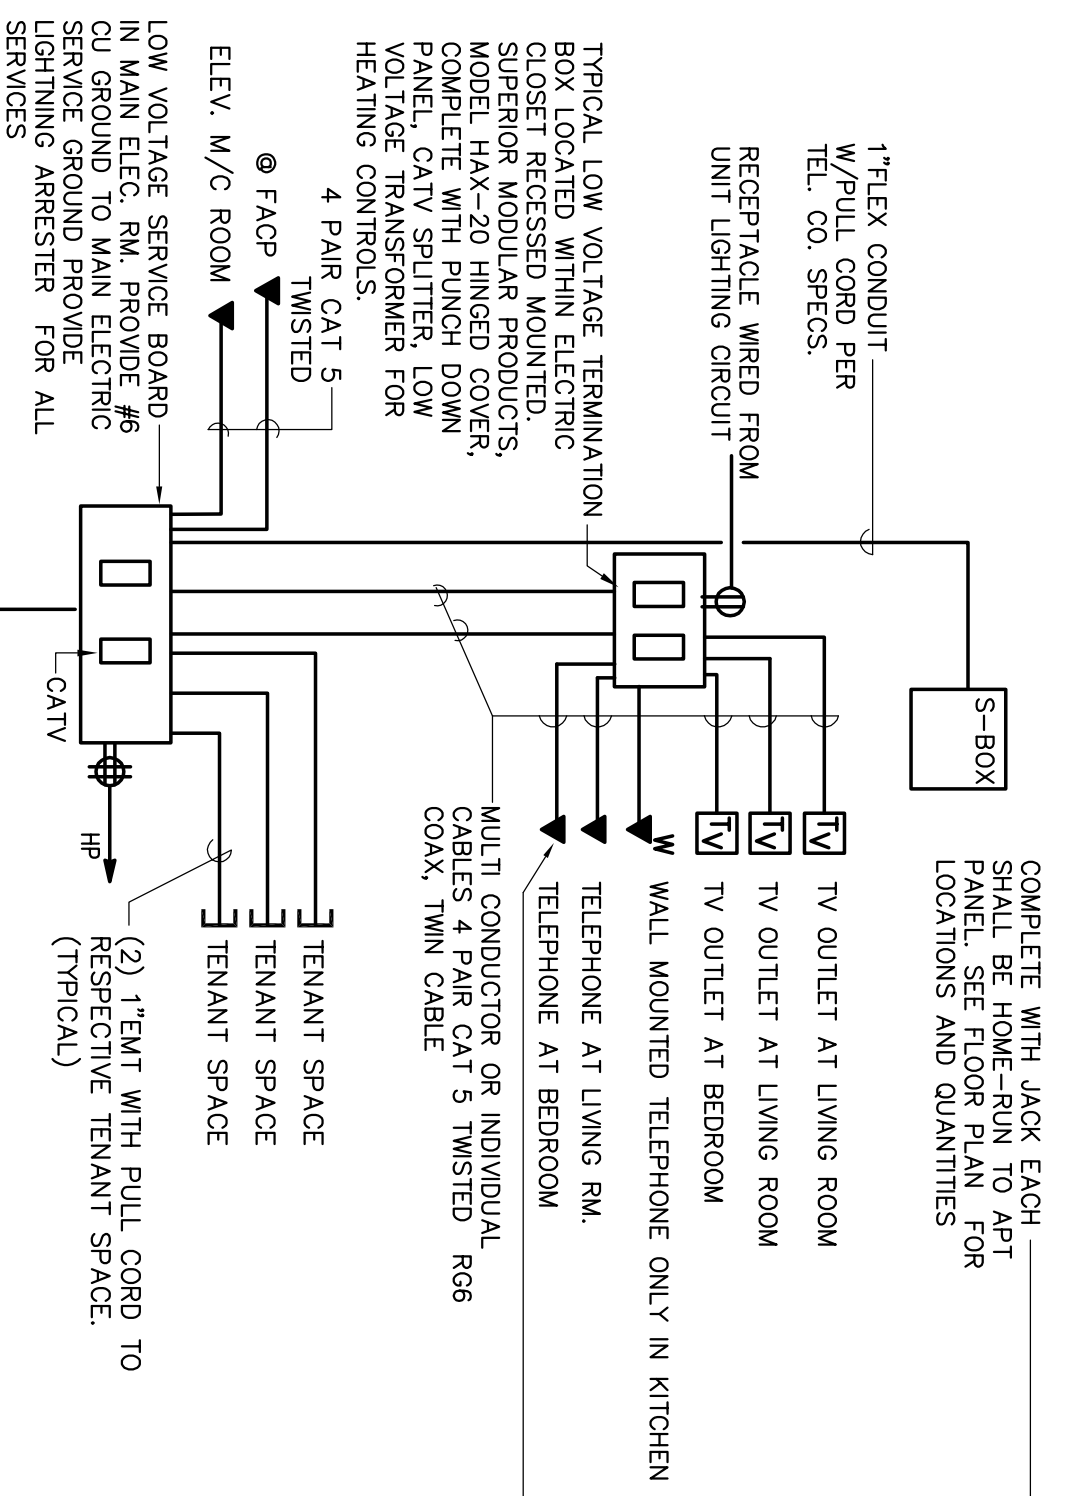 COMPLETE WITH JACK EACH
SHALL BE HOME-RUN TO APT
PANEL. SEE FLOOR PLAN FOR
LOCATIONS AND QUANTITIES
S-BOX
1"FLEX CONDUIT
W/PULL CORD PER
TEL. CO. SPECS.
RECEPTACLE WIRED FROM
UNIT LIGHTING CIRCUIT
TV
TV OUTLET AT LIVING ROOM
TV
TV OUTLET AT LIVING ROOM
TV
TV OUTLET AT BEDROOM
W
WALL MOUNTED TELEPHONE ONLY IN KITCHEN
TELEPHONE AT LIVING RM.
TELEPHONE AT BEDROOM
TYPICAL LOW VOLTAGE TERMINATION
BOX LOCATED WITHIN ELECTRIC
CLOSET RECESSED MOUNTED.
SUPERIOR MODULAR PRODUCTS,
MODEL HAX-20 HINGED COVER,
COMPLETE WITH PUNCH DOWN
PANEL, CATV SPLITTER, LOW
VOLTAGE TRANSFORMER FOR
HEATING CONTROLS.
MULTI CONDUCTOR OR INDIVIDUAL
CABLES 4 PAIR CAT 5 TWISTED RG6
COAX, TWIN CABLE
4 PAIR CAT 5
TWISTED
@ FACP
ELEV. M/C ROOM
TENANT SPACE
TENANT SPACE
TENANT SPACE
LOW VOLTAGE SERVICE BOARD
IN MAIN ELEC. RM. PROVIDE #6
CU GROUND TO MAIN ELECTRIC
SERVICE GROUND PROVIDE
LIGHTNING ARRESTER FOR ALL
SERVICES
CATV
HP
(2) 1"EMT WITH PULL CORD TO
RESPECTIVE TENANT SPACE.
(TYPICAL)